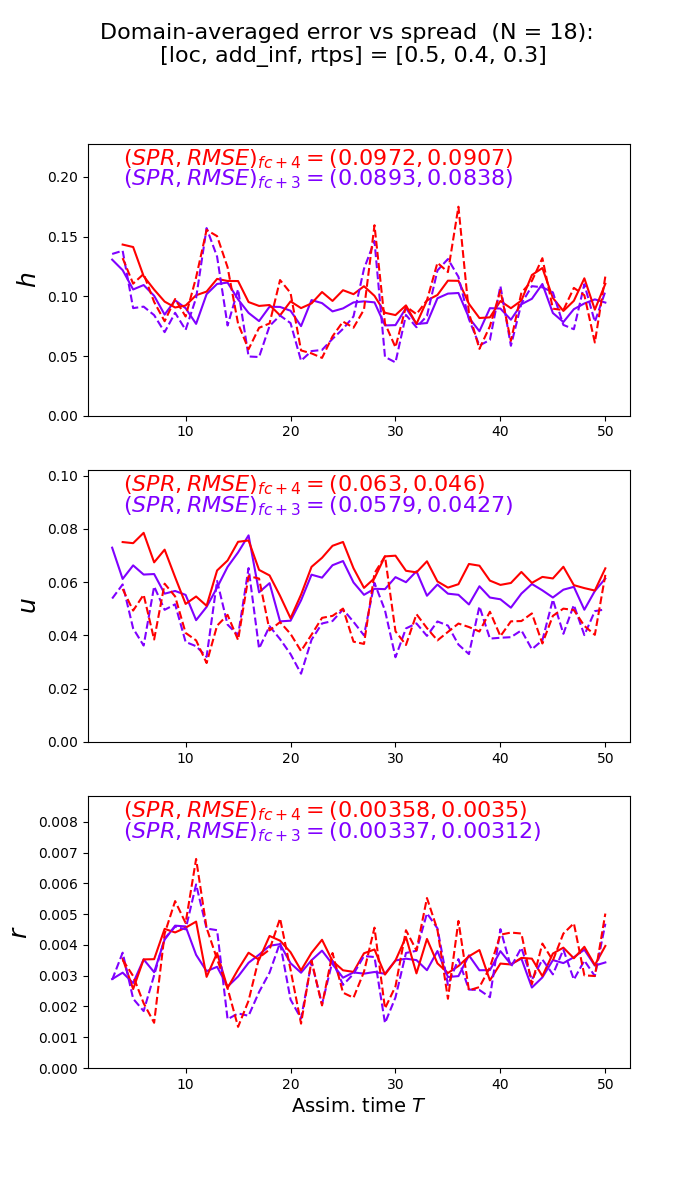 Domain-averaged error vs spread (N = 18):
[loc, add_inf, rtps] = [0.5, 0.4, 0.3]
(SPR, RMSE)fc+4 = (0.0972, 0.0907)
(SPR, RMSE)fc+3 = (0.0893, 0.0838)
0.20
0.15
0.10
0.05
0.00
h
10 20 30 40 50
(SPR, RMSE)fc+4 = (0.063, 0.046)
(SPR, RMSE)fc+3 = (0.0579, 0.0427)
0.10
0.08
0.06
0.04
0.02
0.00
u
10 20 30 40 50
(SPR, RMSE)fc+4 = (0.00358, 0.0035)
(SPR, RMSE)fc+3 = (0.00337, 0.00312)
0.008
0.007
0.006
0.005
0.004
0.003
0.002
0.001
0.000
r
10 20 30 40 50
Assim. time T